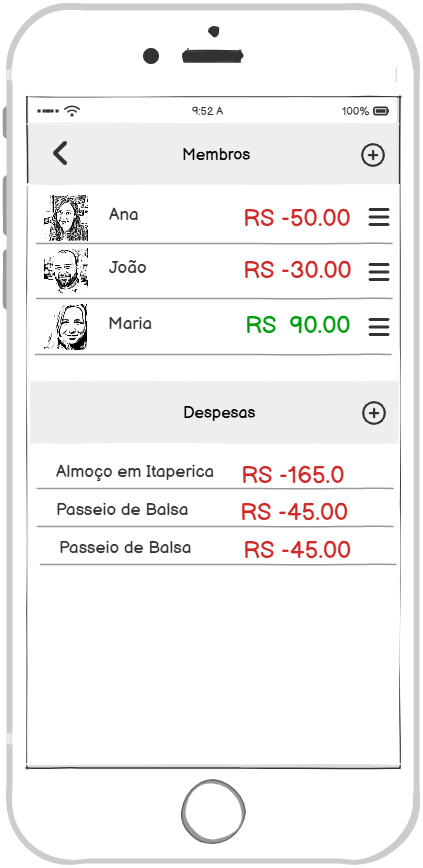 9:52 A 100%
Membros
Ana RS -50.00
João RS -30.00
Maria RS 90.00
Despesas
Almoço em Itaperica RS -165.0
Passeio de Balsa RS -45.00
Passeio de Balsa RS -45.00